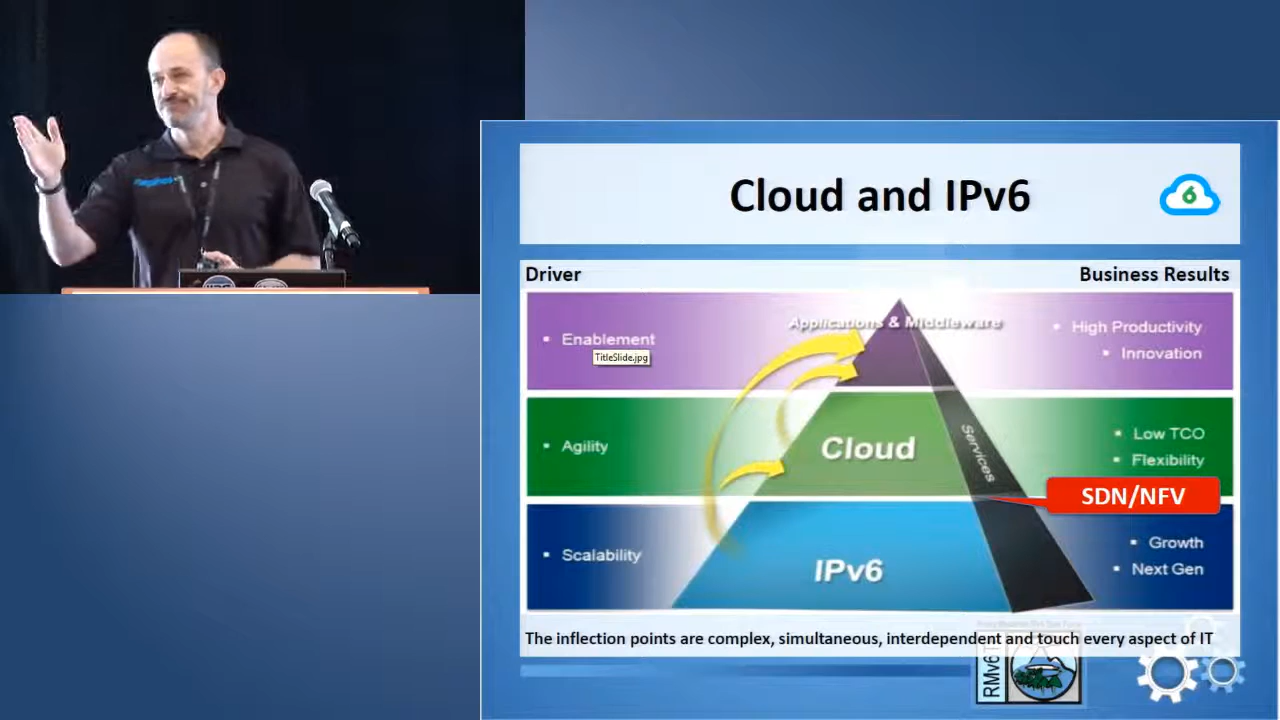 Cloud and IPv6
6
Driver
Business Results
Applications & Middleware
Enablement
TitleSlide.jpg
High Productivity
Innovation
Agility
Cloud
Services
Low TCO
Flexibility
SDN/NFV
Scalability
IPv6
Growth
Next Gen
The inflection points are complex, simultaneous, interdependent and touch every aspect of IT